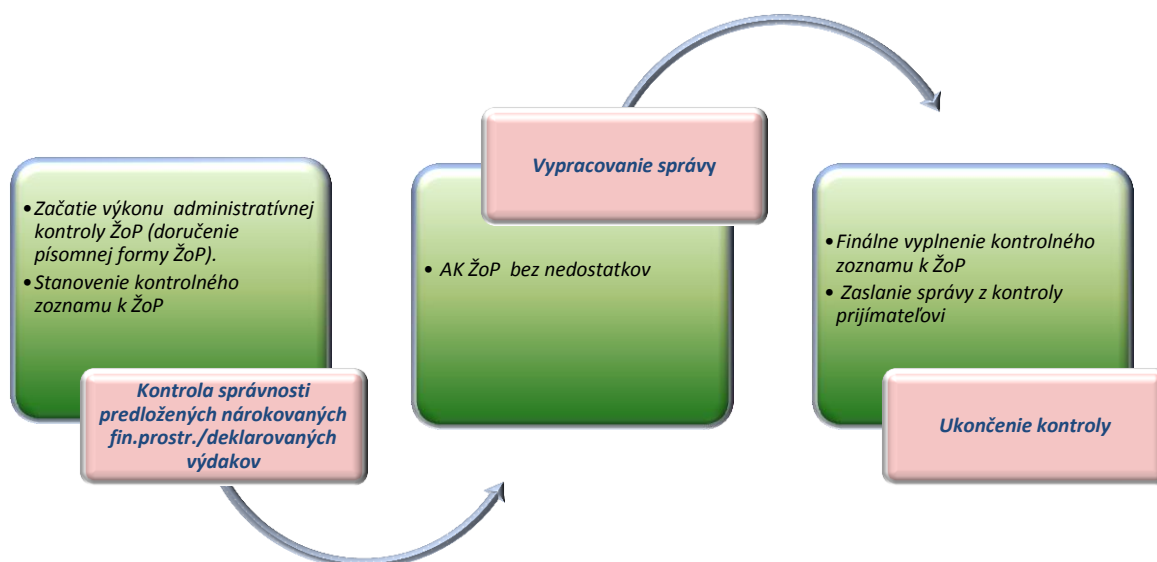 •Začatie výkonu administratívnej
kontroly ŽoP (doručenie
písomnej formy ŽoP).
•Stanovenie kontrolného
zoznamu k ŽoP
Kontrola správnosti
predložených nárokovaných
fin.prostr./deklarovaných
výdakov
Vypracovanie správy
• AK ŽoP bez nedostatkov
•Finálne vyplnenie kontrolného
zoznamu k ŽoP
• Zaslanie správy z kontroly
prijímateľovi
Ukončenie kontroly